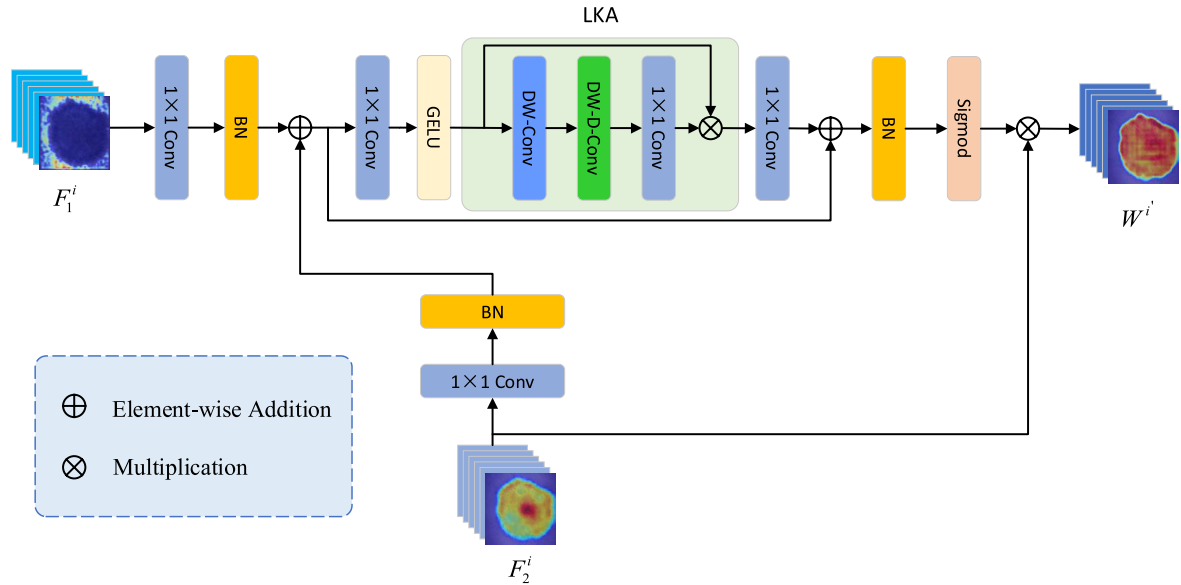 LKA
1×1 Conv
BN
1×1 Conv
GELU
DW-Conv
DW-D-Conv
1×1 Conv
1×1 Conv
BN
Sigmod
F₁ⁱ
Wⁱ'
BN
1×1 Conv
Element-wise Addition
Multiplication
F₂ⁱ